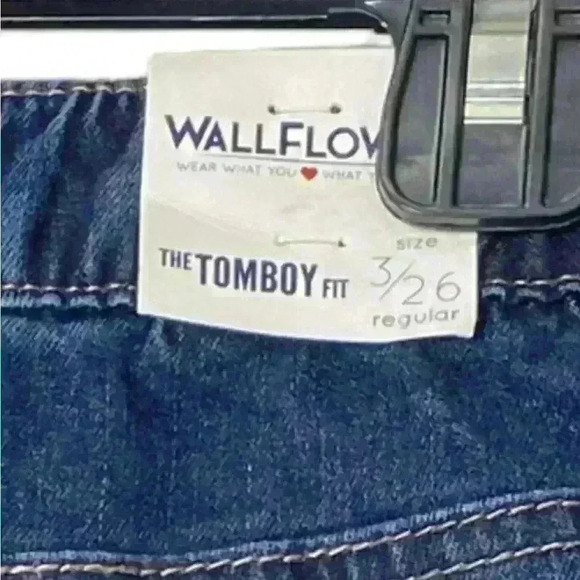 WALLFLOW
WEAR WHAT YOU ❤ WHAT
size
THE TOMBOY FIT 3/26
regular